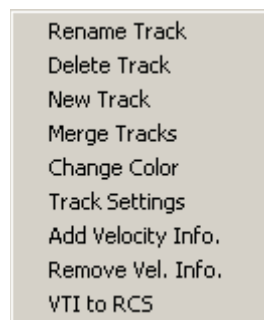 Rename Track
Delete Track
New Track
Merge Tracks
Change Color
Track Settings
Add Velocity Info.
Remove Vel. Info.
VTI to RCS